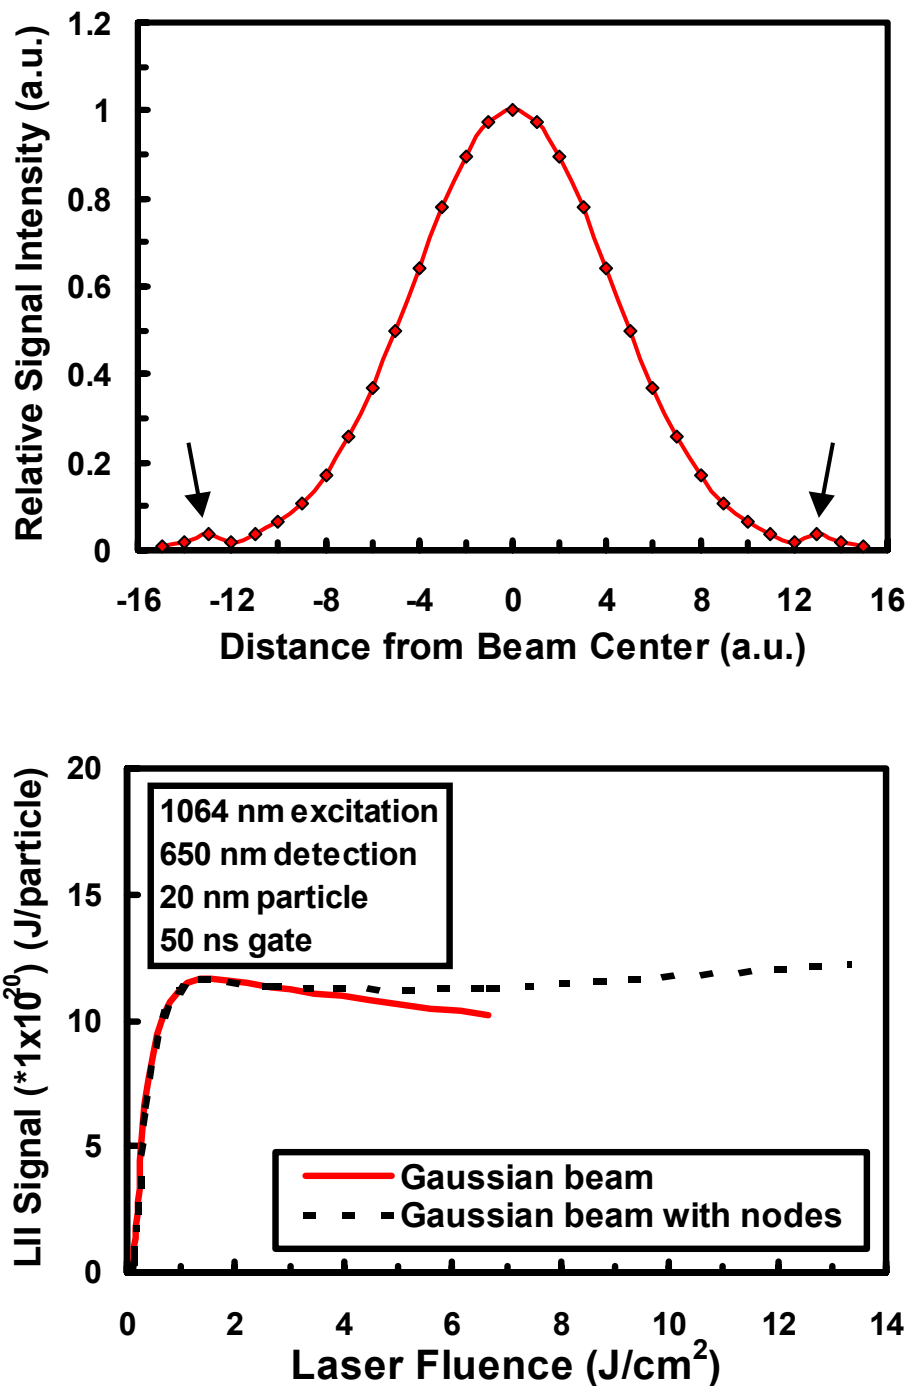 Relative Signal Intensity (a.u.)
1.2
1
0.8
0.6
0.4
0.2
0
-16 -12 -8 -4 0 4 8 12 16
Distance from Beam Center (a.u.)
LII Signal (*1x10^20) (J/particle)
20
15
10
5
0
1064 nm excitation
650 nm detection
20 nm particle
50 ns gate
Gaussian beam
Gaussian beam with nodes
0 2 4 6 8 10 12 14
Laser Fluence (J/cm^2)